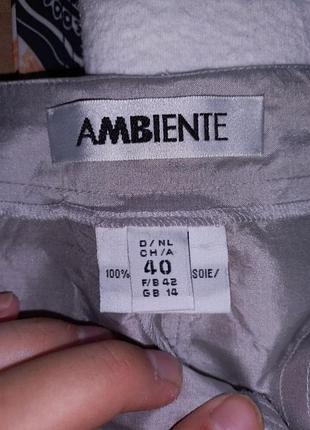 AMBIENTE
D/NL
CH/A
100% 40 SOIE/
F/B 42
GB 14